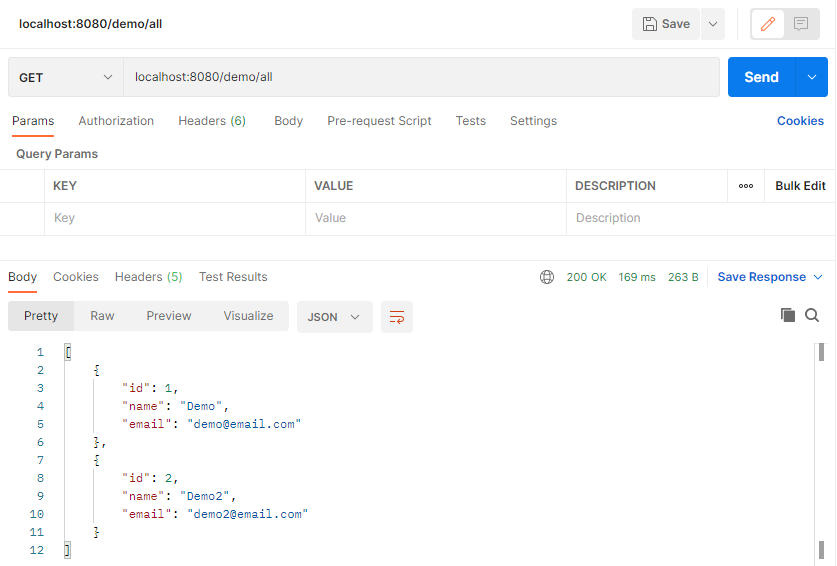 localhost:8080/demo/all
Save
GET
localhost:8080/demo/all
Send
Params Authorization Headers (6) Body Pre-request Script Tests Settings Cookies
Query Params
KEY VALUE DESCRIPTION Bulk Edit
Key Value Description
Body Cookies Headers (5) Test Results 200 OK 169 ms 263 B Save Response
Pretty Raw Preview Visualize JSON
1 [
2 {
3 "id": 1,
4 "name": "Demo",
5 "email": "demo@email.com"
6 },
7 {
8 "id": 2,
9 "name": "Demo2",
10 "email": "demo2@email.com"
11 }
12 ]